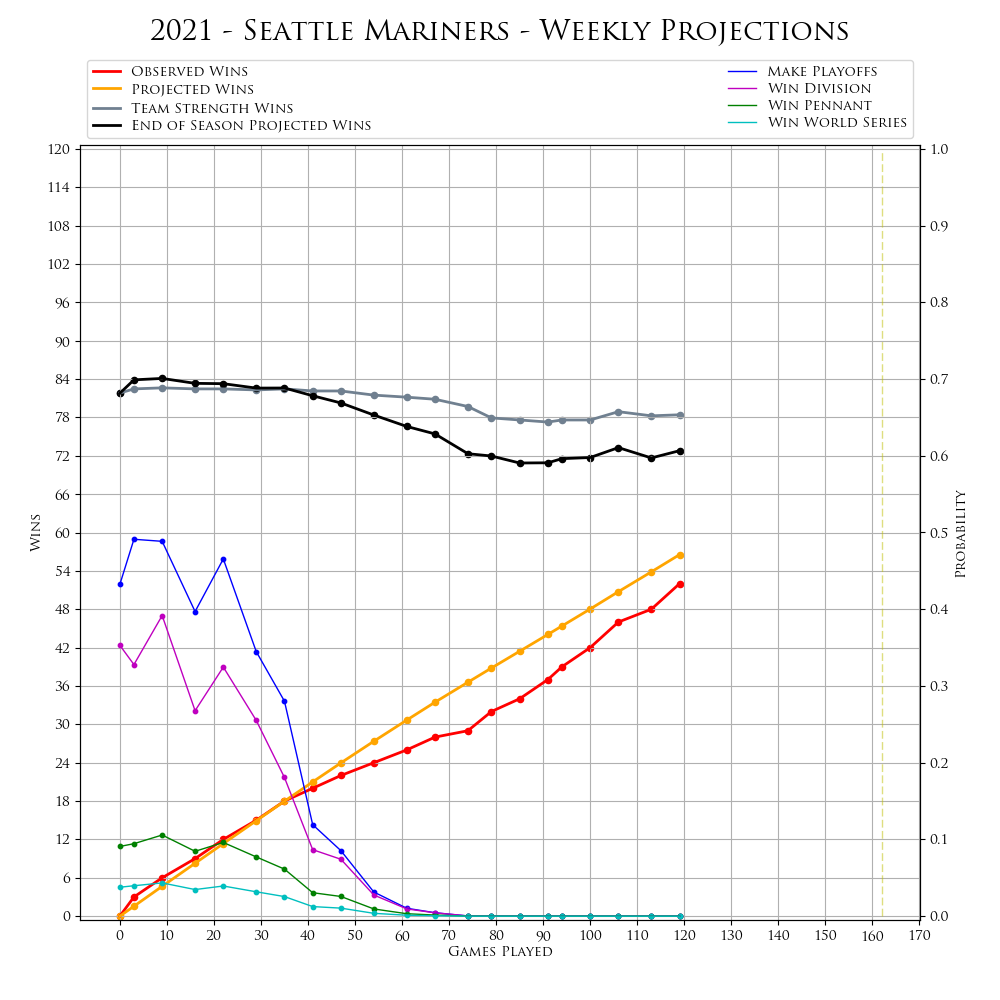 2021 - Seattle Mariners - Weekly Projections
Observed Wins
Projected Wins
Team Strength Wins
End of Season Projected Wins
Make Playoffs
Win Division
Win Pennant
Win World Series
120
114
108
102
96
90
84
78
72
66
60
54
48
42
36
30
24
18
12
6
0
Wins
1.0
0.9
0.8
0.7
0.6
0.5
0.4
0.3
0.2
0.1
0.0
Probability
0 10 20 30 40 50 60 70 80 90 100 110 120 130 140 150 160 170
Games Played